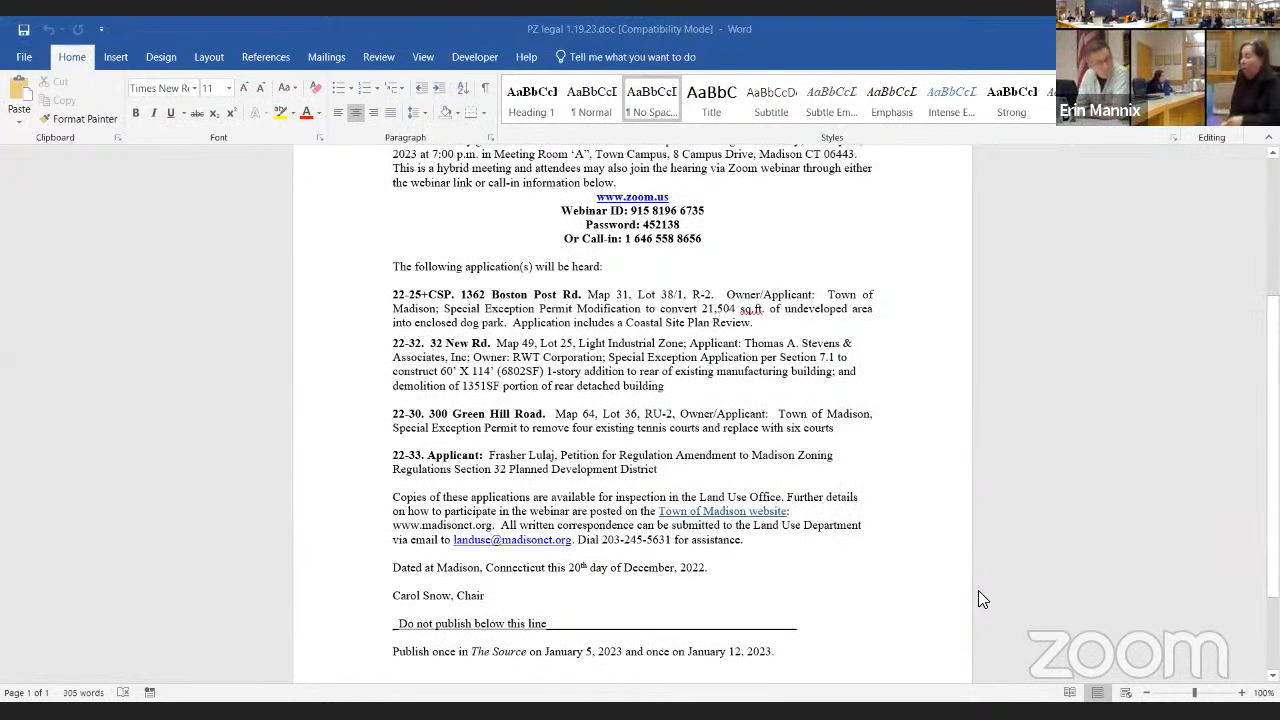 PZ legal 1.19.23.doc [Compatibility Mode] - Word
File Home Insert Design Layout References Mailings Review View Developer Help Tell me what you want to do
Paste
Cut
Copy
Format Painter
Clipboard
Times New R
11
Font
Paragraph
AaBbCcI AaBbCcDc AaBbCcI AaBbC AaBbCcD AaBbCcL AaBbCcL AaBbCcL AaBbCcI
Heading 1 ¶ Normal ¶ No Spac... Title Subtitle Subtle Em... Emphasis Intense E... Strong
Styles
Editing
Erin Mannix
2023 at 7:00 p.m. in Meeting Room ‘A”, Town Campus, 8 Campus Drive, Madison CT 06443.
This is a hybrid meeting and attendees may also join the hearing via Zoom webinar through either
the webinar link or call-in information below.
www.zoom.us
Webinar ID: 915 8196 6735
Password: 452138
Or Call-in: 1 646 558 8656
The following application(s) will be heard:
22-25+CSP. 1362 Boston Post Rd. Map 31, Lot 38/1, R-2. Owner/Applicant: Town of
Madison; Special Exception Permit Modification to convert 21,504 sq.ft. of undeveloped area
into enclosed dog park. Application includes a Coastal Site Plan Review.
22-32. 32 New Rd. Map 49, Lot 25, Light Industrial Zone; Applicant: Thomas A. Stevens &
Associates, Inc; Owner: RWT Corporation; Special Exception Application per Section 7.1 to
construct 60’ X 114’ (6802SF) 1-story addition to rear of existing manufacturing building; and
demolition of 1351SF portion of rear detached building
22-30. 300 Green Hill Road. Map 64, Lot 36, RU-2, Owner/Applicant: Town of Madison,
Special Exception Permit to remove four existing tennis courts and replace with six courts
22-33. Applicant: Frasher Lulaj, Petition for Regulation Amendment to Madison Zoning
Regulations Section 32 Planned Development District
Copies of these applications are available for inspection in the Land Use Office. Further details
on how to participate in the webinar are posted on the Town of Madison website:
www.madisonct.org. All written correspondence can be submitted to the Land Use Department
via email to landuse@madisonct.org. Dial 203-245-5631 for assistance.
Dated at Madison, Connecticut this 20th day of December, 2022.
Carol Snow, Chair
_Do not publish below this line
Publish once in The Source on January 5, 2023 and once on January 12, 2023.
zoom
Page 1 of 1 305 words 100%